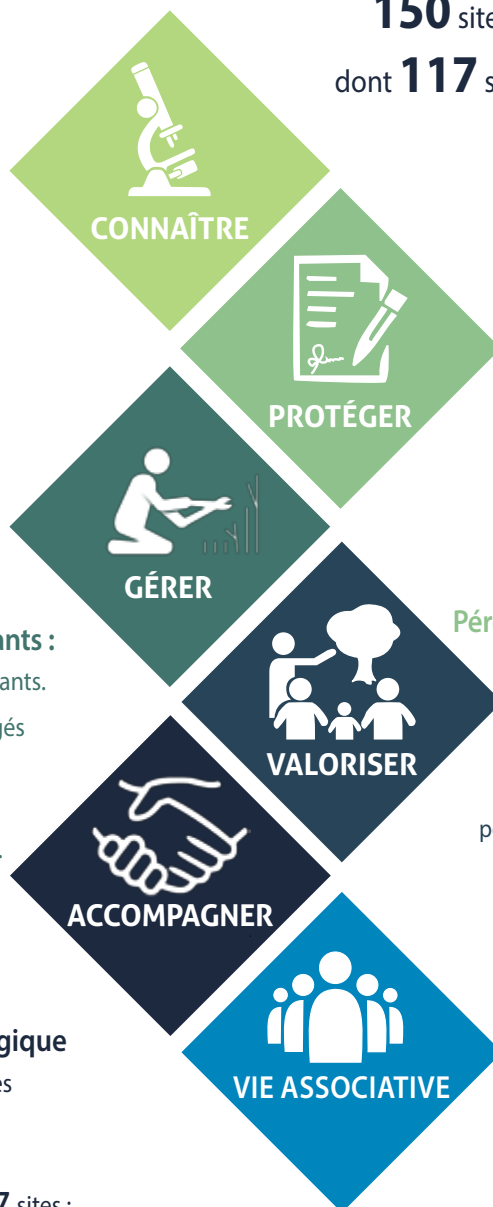 150 site
dont 117 s
CONNAÎTRE
PROTÉGER
GÉRER
ants :
ants.
gés
Pér
VALORISER
p
.
ACCOMPAGNER
gique
es
VIE ASSOCIATIVE
7 sites :